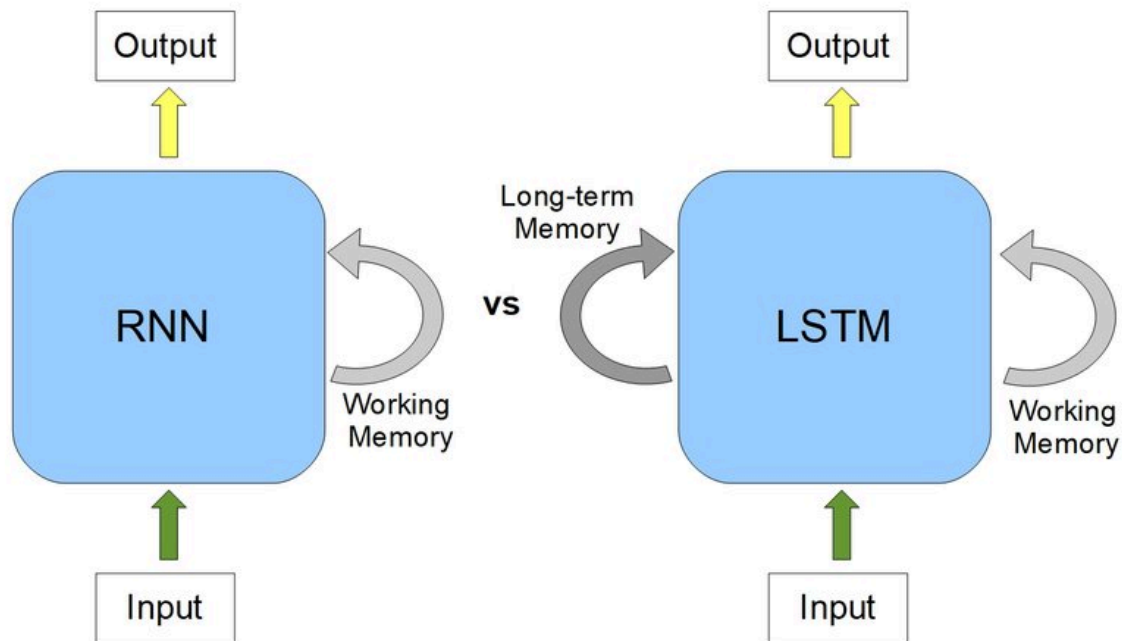 Output
RNN
Working
Memory
Input
vs
Output
Long-term
Memory
LSTM
Working
Memory
Input